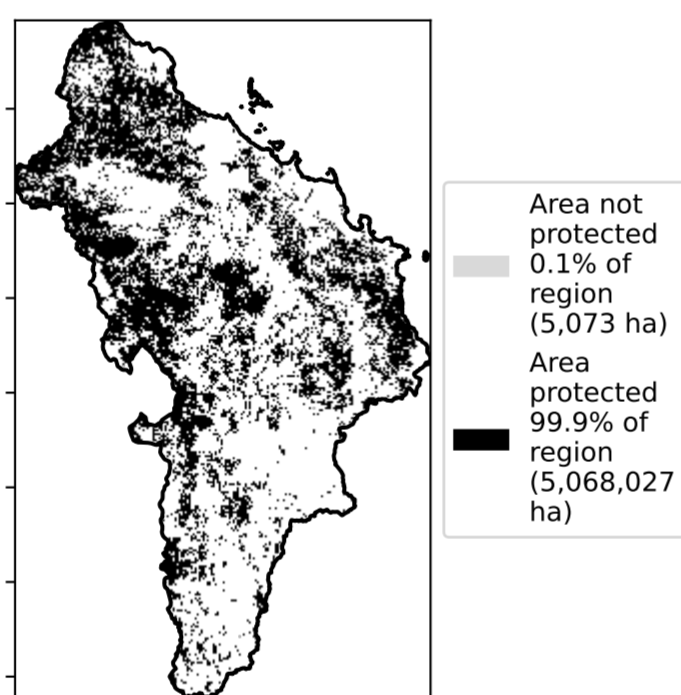 Area not
protected
0.1% of
region
(5,073 ha)
Area
protected
99.9% of
region
(5,068,027
ha)